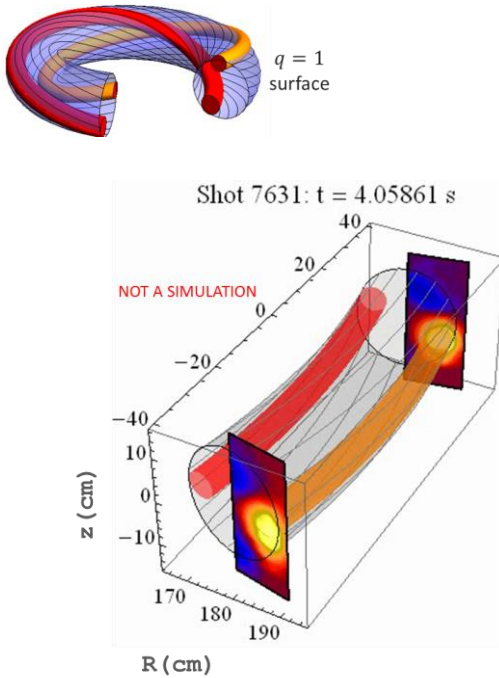 q = 1
surface
Shot 7631: t = 4.05861 s
NOT A SIMULATION
40
20
0
−20
−40
10
0
−10
z (cm)
170
180
190
R (cm)